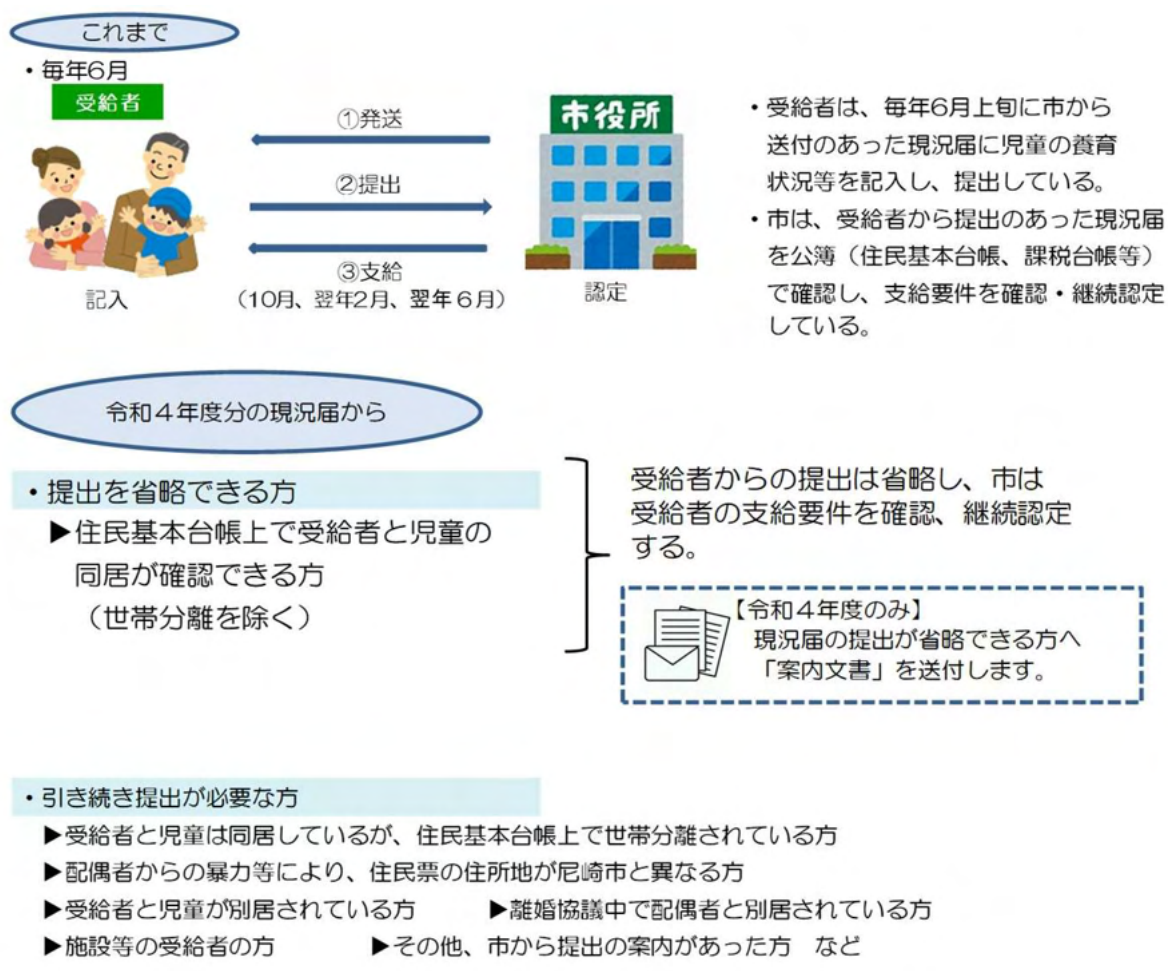 これまで
・毎年6月
受給者
①発送
②提出
③支給
（10月、翌年2月、翌年６月）
記入
市役所
認定
・受給者は、毎年6月上旬に市から
送付のあった現況届に児童の養育
状況等を記入し、提出している。
・市は、受給者から提出のあった現況届
を公簿（住民基本台帳、課税台帳等）
で確認し、支給要件を確認・継続認定
している。
令和４年度分の現況届から
・提出を省略できる方
▶住民基本台帳上で受給者と児童の
同居が確認できる方
（世帯分離を除く）
受給者からの提出は省略し、市は
受給者の支給要件を確認、継続認定
する。
【令和４年度のみ】
現況届の提出が省略できる方へ
「案内文書」を送付します。
・引き続き提出が必要な方
▶受給者と児童は同居しているが、住民基本台帳上で世帯分離されている方
▶配偶者からの暴力等により、住民票の住所地が尼崎市と異なる方
▶受給者と児童が別居されている方　▶離婚協議中で配偶者と別居されている方
▶施設等の受給者の方　▶その他、市から提出の案内があった方　など